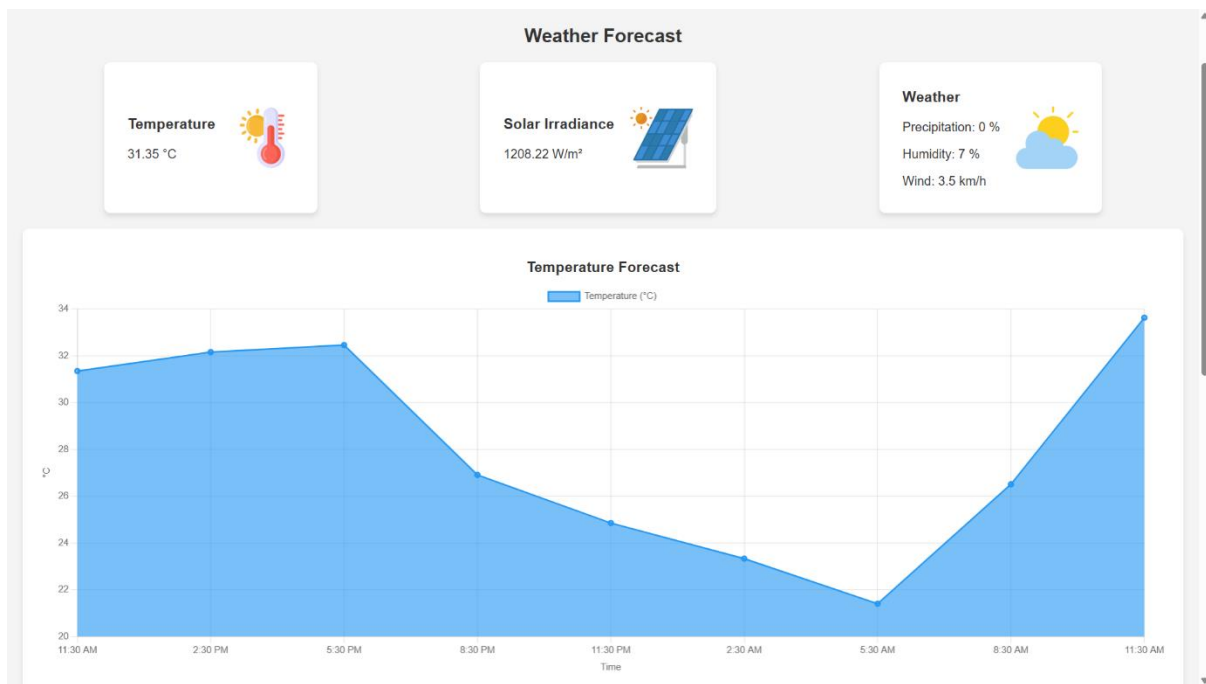 Weather Forecast
Temperature
31.35 °C
Solar Irradiance
1208.22 W/m²
Weather
Precipitation: 0 %
Humidity: 7 %
Wind: 3.5 km/h
Temperature Forecast
Temperature (°C)
34
32
30
28
26
24
22
20
°C
11:30 AM 2:30 PM 5:30 PM 8:30 PM 11:30 PM 2:30 AM 5:30 AM 8:30 AM 11:30 AM
Time